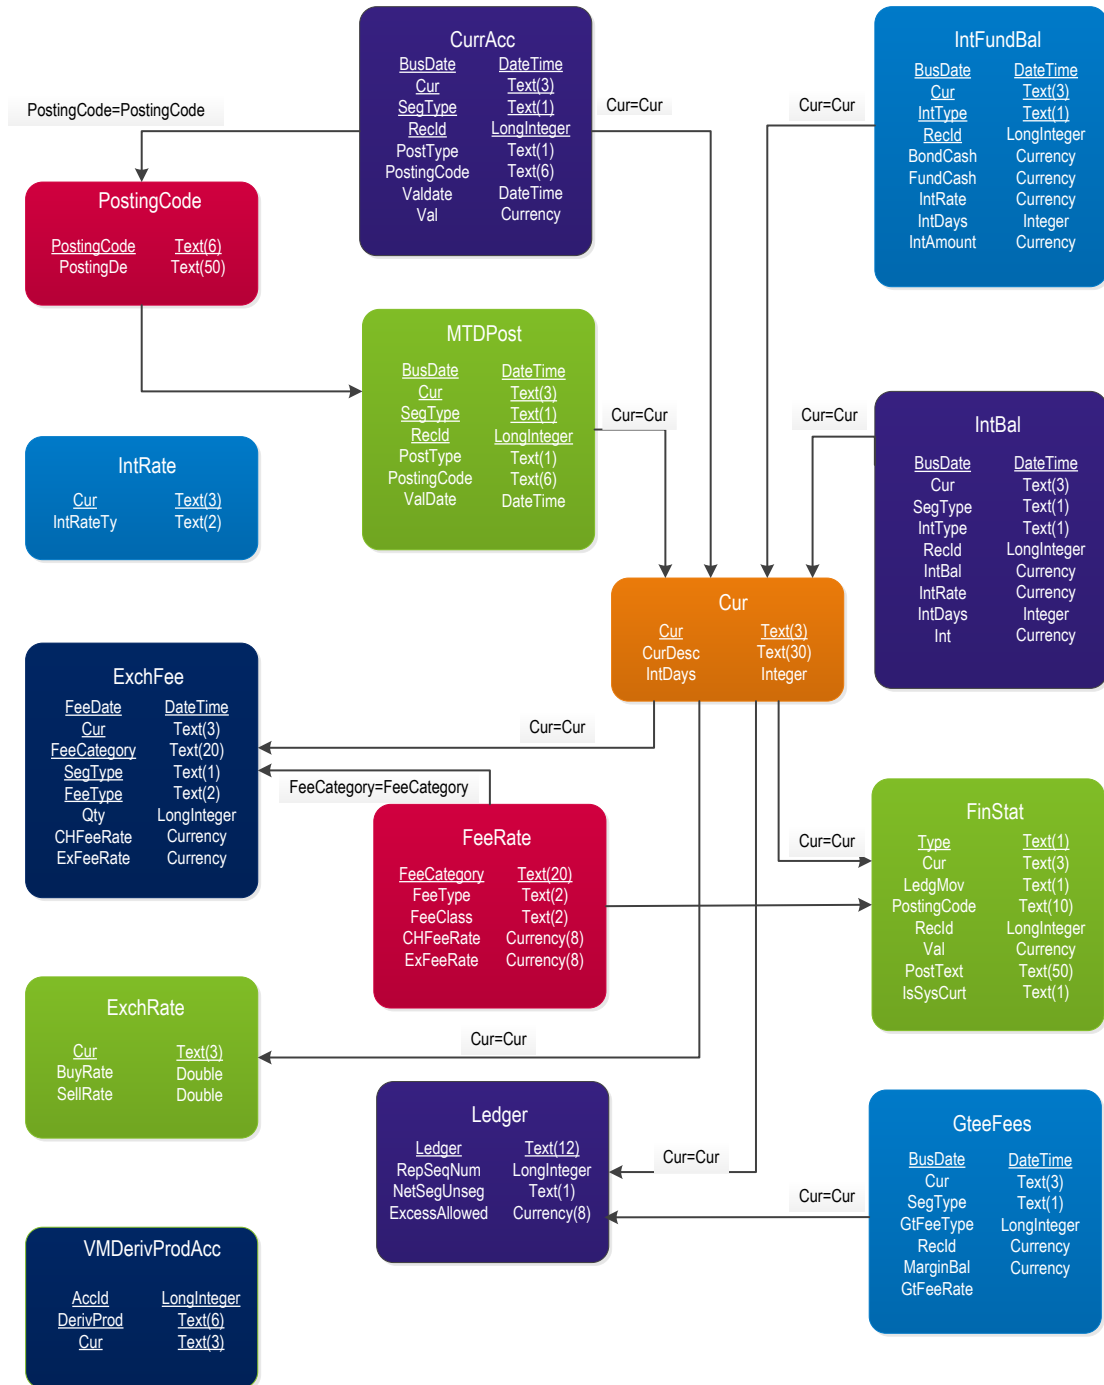 CurrAcc
BusDate DateTime
Cur Text(3)
SegType Text(1)
RecId LongInteger
PostType Text(1)
PostingCode Text(6)
Valdate DateTime
Val Currency
IntFundBal
BusDate DateTime
Cur Text(3)
IntType Text(1)
RecId LongInteger
BondCash Currency
FundCash Currency
IntRate Currency
IntDays Integer
IntAmount Currency
PostingCode=PostingCode
Cur=Cur
Cur=Cur
PostingCode
PostingCode Text(6)
PostingDe Text(50)
MTDPost
BusDate DateTime
Cur Text(3)
SegType Text(1)
RecId LongInteger
PostType Text(1)
PostingCode Text(6)
ValDate DateTime
Cur=Cur
Cur=Cur
IntBal
BusDate DateTime
Cur Text(3)
SegType Text(1)
IntType Text(1)
RecId LongInteger
IntBal Currency
IntRate Currency
IntDays Integer
Int Currency
IntRate
Cur Text(3)
IntRateTy Text(2)
Cur
Cur Text(3)
CurDesc Text(30)
IntDays Integer
ExchFee
FeeDate DateTime
Cur Text(3)
FeeCategory Text(20)
SegType Text(1)
FeeType Text(2)
Qty LongInteger
CHFeeRate Currency
ExFeeRate Currency
Cur=Cur
FeeCategory=FeeCategory
FeeRate
FeeCategory Text(20)
FeeType Text(2)
FeeClass Text(2)
CHFeeRate Currency(8)
ExFeeRate Currency(8)
Cur=Cur
FinStat
Type Text(1)
Cur Text(3)
LedgMov Text(1)
PostingCode Text(10)
RecId LongInteger
Val Currency
PostText Text(50)
IsSysCurt Text(1)
ExchRate
Cur Text(3)
BuyRate Double
SellRate Double
Cur=Cur
Ledger
Ledger Text(12)
RepSeqNum LongInteger
NetSegUnseg Text(1)
ExcessAllowed Currency(8)
Cur=Cur
Cur=Cur
GteeFees
BusDate DateTime
Cur Text(3)
SegType Text(1)
GtFeeType LongInteger
RecId Currency
MarginBal Currency
GtFeeRate
VMDerivProdAcc
AccId LongInteger
DerivProd Text(6)
Cur Text(3)